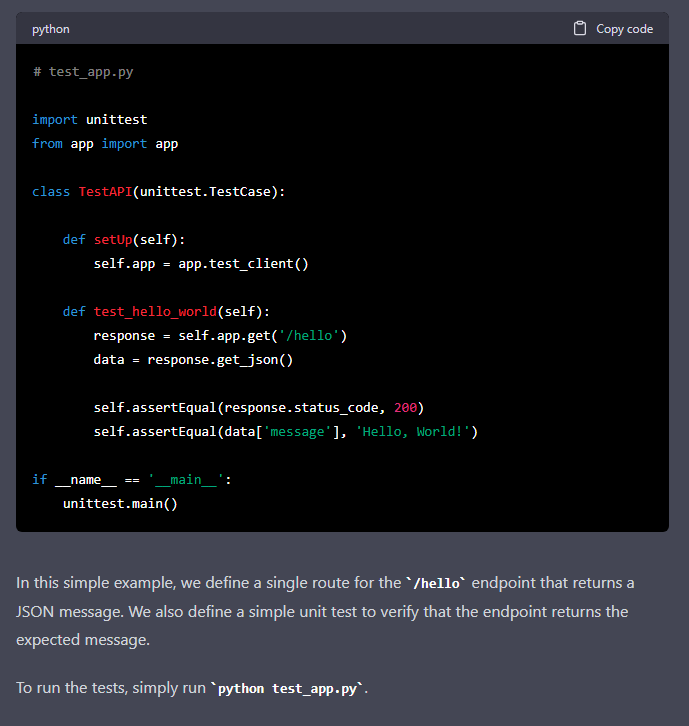 python
Copy code
# test_app.py
import unittest
from app import app
class TestAPI(unittest.TestCase):
    def setUp(self):
        self.app = app.test_client()
    def test_hello_world(self):
        response = self.app.get('/hello')
        data = response.get_json()
        self.assertEqual(response.status_code, 200)
        self.assertEqual(data['message'], 'Hello, World!')
if __name__ == '__main__':
    unittest.main()
In this simple example, we define a single route for the `/hello` endpoint that returns a
JSON message. We also define a simple unit test to verify that the endpoint returns the
expected message.
To run the tests, simply run `python test_app.py`.